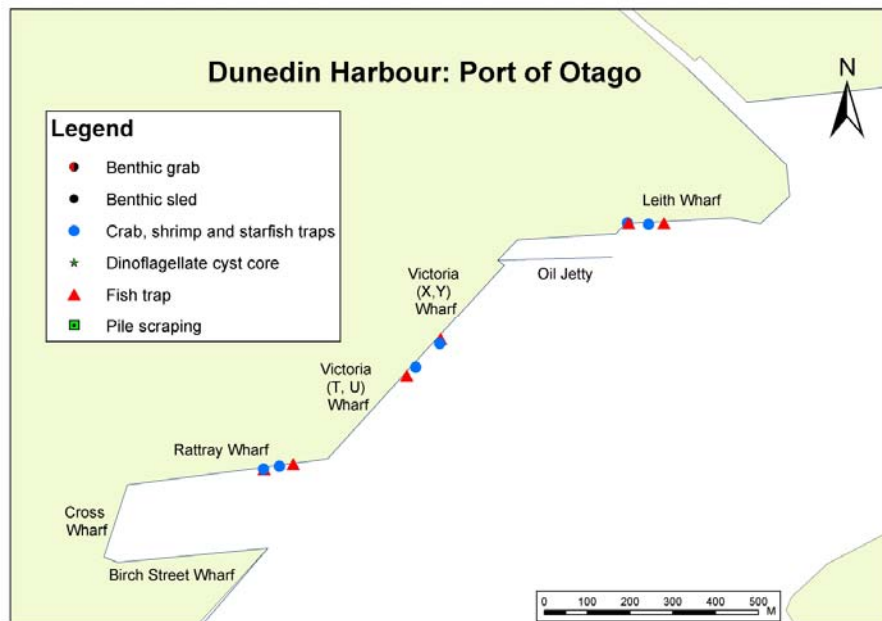 Dunedin Harbour: Port of Otago
N
Legend
Benthic grab
Benthic sled
Crab, shrimp and starfish traps
Dinoflagellate cyst core
Fish trap
Pile scraping
Leith Wharf
Oil Jetty
Victoria
(X,Y)
Wharf
Victoria
(T, U)
Wharf
Rattray Wharf
Cross
Wharf
Birch Street Wharf
0 100 200 300 400 500
M